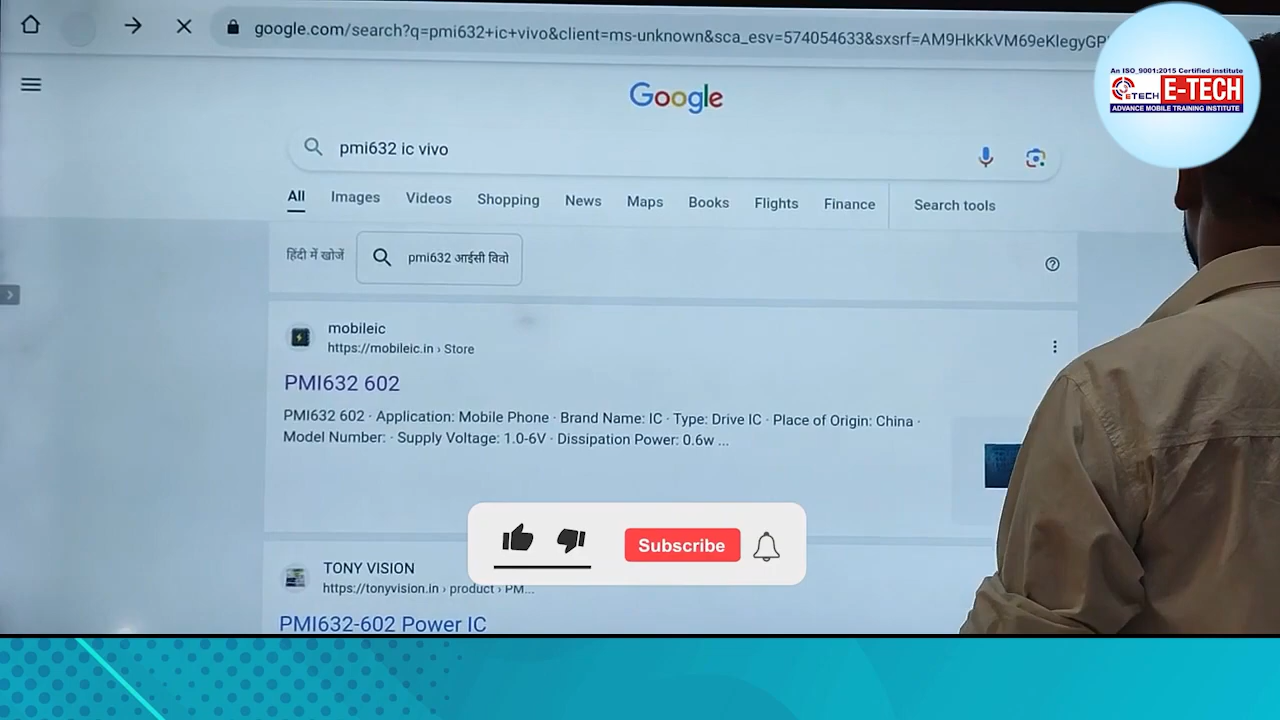 google.com/search?q=pmi632+ic+vivo&client=ms-unknown&sca_esv=574054633&sxsrf=AM9HkKkVM69eKlegyGP
An ISO_9001:2015 Certified institute
ETECH E-TECH
ADVANCE MOBILE TRAINING INSTITUTE
Google
pmi632 ic vivo
All Images Videos Shopping News Maps Books Flights Finance Search tools
हिंदी में खोजें pmi632 आईसी विवो
mobileic
https://mobileic.in › Store
PMI632 602
PMI632 602 · Application: Mobile Phone · Brand Name: IC · Type: Drive IC · Place of Origin: China ·
Model Number: · Supply Voltage: 1.0-6V · Dissipation Power: 0.6w ...
Subscribe
TONY VISION
https://tonyvision.in › product › PM...
PMI632-602 Power IC